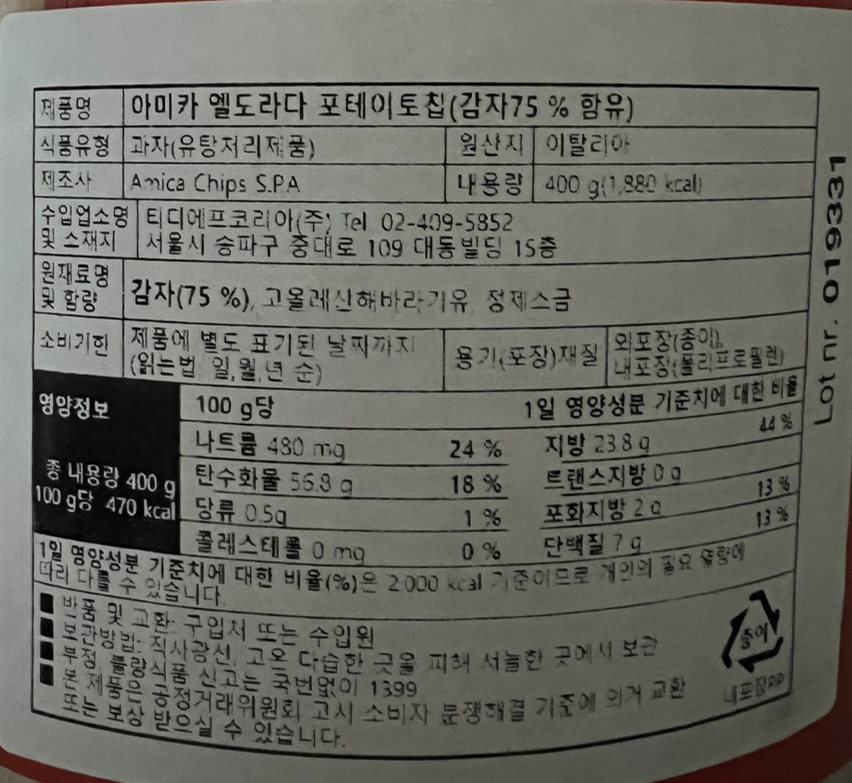 제품명 아미카 엘도라다 포테이토칩(감자75 % 함유)
식품유형 과자(유탕처리제품) 원산지 이탈리아
제조사 Amica Chips S.P.A 내용량 400 g(1,880 kcal)
수입업소명 및 소재지 티디에프코리아(주) Tel 02-409-5852
서울시 송파구 중대로 109 대동빌딩 15층
원재료명 및 함량 감자(75 %), 고올레산해바라기유, 정제소금
소비기한 제품에 별도 표기된 날짜까지
(읽는법 일,월,년 순)
용기(포장)재질 외포장(종이),
내포장(폴리프로필렌)
영양정보 100 g당 1일 영양성분 기준치에 대한 비율
총 내용량 400 g
100 g당 470 kcal
나트륨 480 mg 24 % 지방 23.8 g 44 %
탄수화물 56.8 g 18 % 트랜스지방 0 g
당류 0.5g 1 % 포화지방 2 g 13 %
콜레스테롤 0 mg 0 % 단백질 7 g 13 %
1일 영양성분 기준치에 대한 비율(%)은 2000 kcal 기준이므로 개인의 필요 열량에
따라 다를 수 있습니다.
■ 반품 및 교환: 구입처 또는 수입원
■ 보관방법: 직사광선, 고온 다습한 곳을 피해 서늘한 곳에서 보관
■ 부정, 불량식품 신고는 국번없이 1399
■ 본 제품은 공정거래위원회 고시 소비자 분쟁해결 기준에 의거 교환
또는 보상 받으실 수 있습니다.
종이
내포장PP
Lot nr. 019331